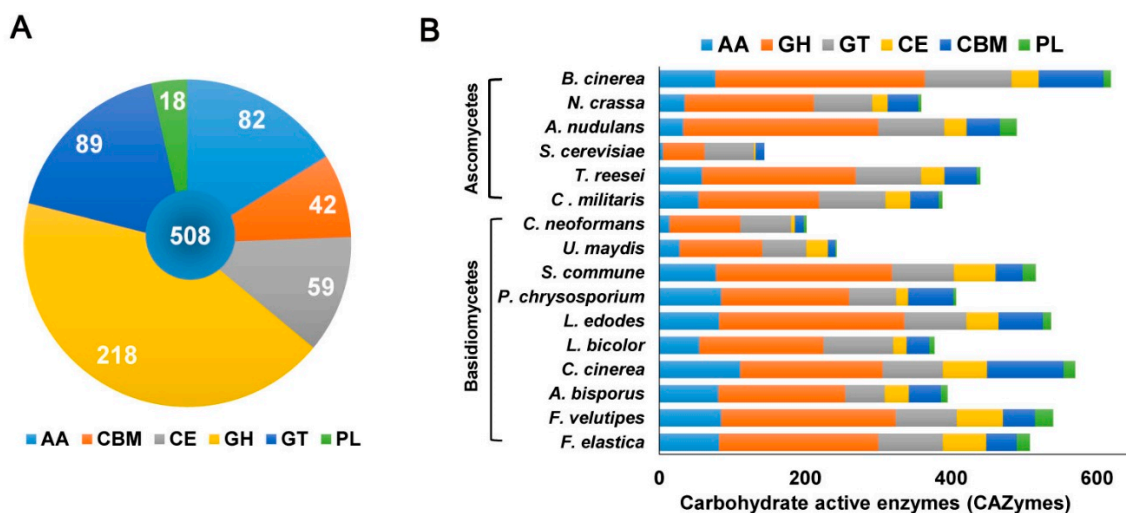 A
18
82
89
42
508
59
218
AA CBM CE GH GT PL
B
AA GH GT CE CBM PL
Ascomycetes
B. cinerea
N. crassa
A. nudulans
S. cerevisiae
T. reesei
C . militaris
Basidiomycetes
C. neoformans
U. maydis
S. commune
P. chrysosporium
L. edodes
L. bicolor
C. cinerea
A. bisporus
F. velutipes
F. elastica
0 200 400 600
Carbohydrate active enzymes (CAZymes)